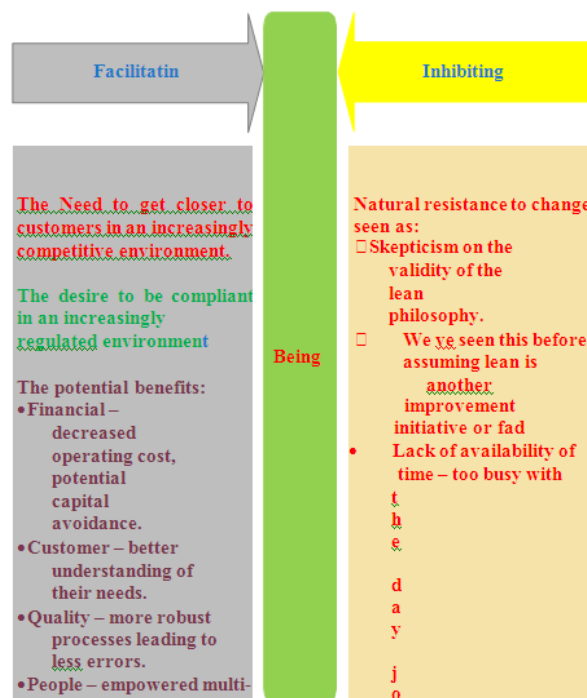 Facilitatin
The Need to get closer to
customers in an increasingly
competitive environment.
The desire to be compliant
in an increasingly
regulated environment
The potential benefits:
•Financial –
decreased
operating cost,
potential
capital
avoidance.
•Customer – better
understanding of
their needs.
•Quality – more robust
processes leading to
less errors.
•People – empowered multi-
Being
Inhibiting
Natural resistance to change
seen as:
Skepticism on the
validity of the
lean
philosophy.
We ve seen this before
assuming lean is
another
improvement
initiative or fad
• Lack of availability of
time – too busy with
t
h
e
d
a
y
j
o